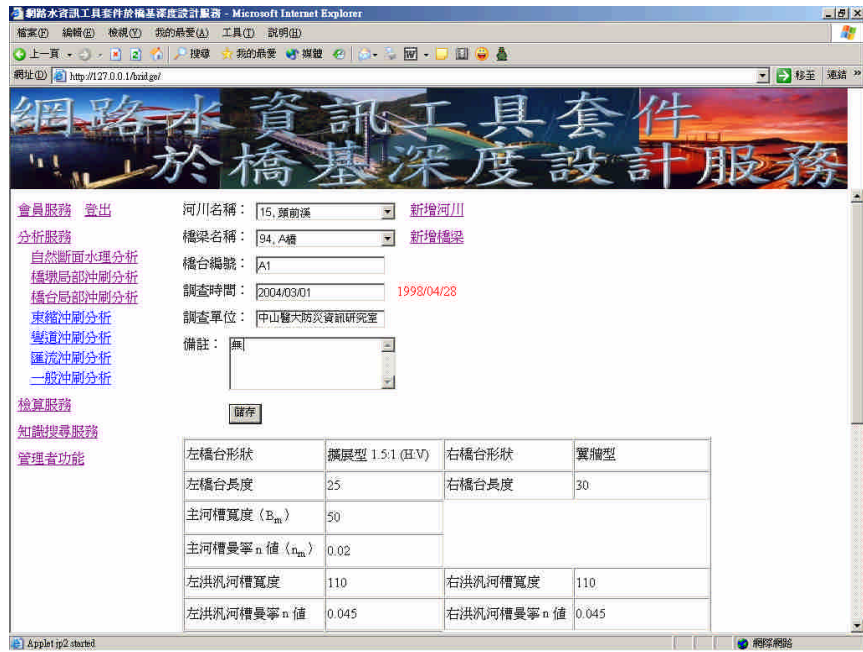 網路水資訊工具套件於橋基深度設計服務 - Microsoft Internet Explorer
檔案(F) 編輯(E) 檢視(V) 我的最愛(A) 工具(T) 說明(H)
上一頁 搜尋 我的最愛 媒體
網址(D) http://127.0.0.1/bridge/ 移至 連結 »
網路水資訊工具套件
於橋基深度設計服務
會員服務 登出 河川名稱： 15, 頭前溪 新增河川
分析服務 橋梁名稱： 94, A橋 新增橋梁
自然斷面水理分析
橋墩局部沖刷分析 橋台編號： A1
橋台局部沖刷分析 調查時間： 2004/03/01 1998/04/28
束縮沖刷分析 調查單位： 中山醫大防災資訊研究室
彎道沖刷分析 備註： 無
匯流沖刷分析
一般沖刷分析
檢算服務 儲存
知識搜尋服務
管理者功能
左橋台形狀 擴展型 1.5:1 (H:V) 右橋台形狀 翼牆型
左橋台長度 25 右橋台長度 30
主河槽寬度（Bm） 50
主河槽曼寧 n 值（nm） 0.02
左洪氾河槽寬度 110 右洪氾河槽寬度 110
左洪氾河槽曼寧 n 值 0.045 右洪氾河槽曼寧 n 值 0.045
Applet jp2 started 網際網路